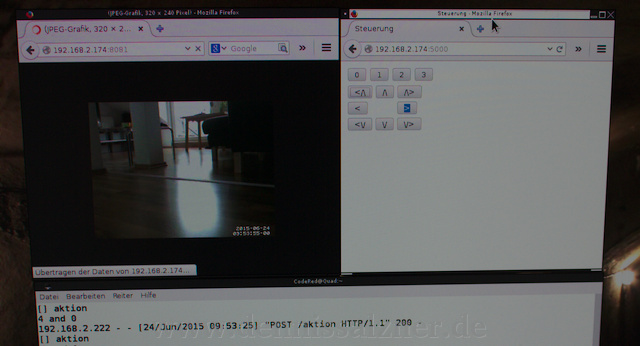 (JPEG-Grafik, 320 × 240 Pixel) - Mozilla Firefox
(JPEG-Grafik, 320 × 2...
192.168.2.174:8081
Google
2015-06-24
09:53:55-00
Übertragen der Daten von 192.168.2.174...
Steuerung - Mozilla Firefox
Steuerung
192.168.2.174:5000
0 1 2 3
<⋀ ⋀ ⋀>
< >
<⋁ ⋁ ⋁>
CodeFed@Quad:~
Datei Bearbeiten Meiter Hilfe
[] aktion
4 and 0
192.168.2.222 - - [24/Jun/2015 09:53:25] "POST /aktion HTTP/1.1" 200 -
[] aktion
www.dennissalzner.de